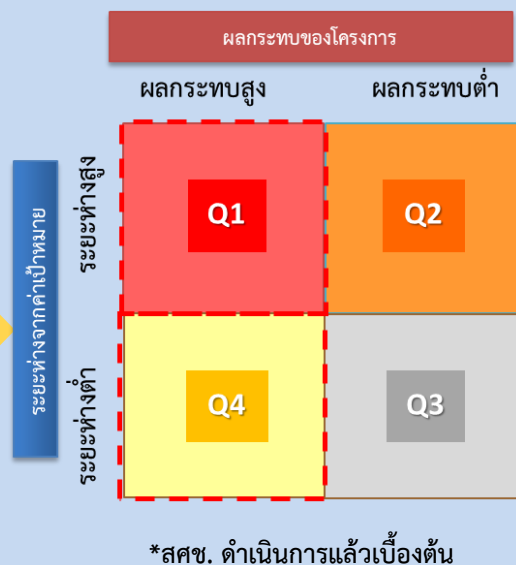 ผลกระทบของโครงการ
ผลกระทบสูง ผลกระทบต่ำ
ระยะห่างจากค่าเป้าหมาย
ระยะห่างสูง
Q1 Q2
ระยะห่างต่ำ
Q4 Q3
*สศช. ดำเนินการแล้วเบื้องต้น